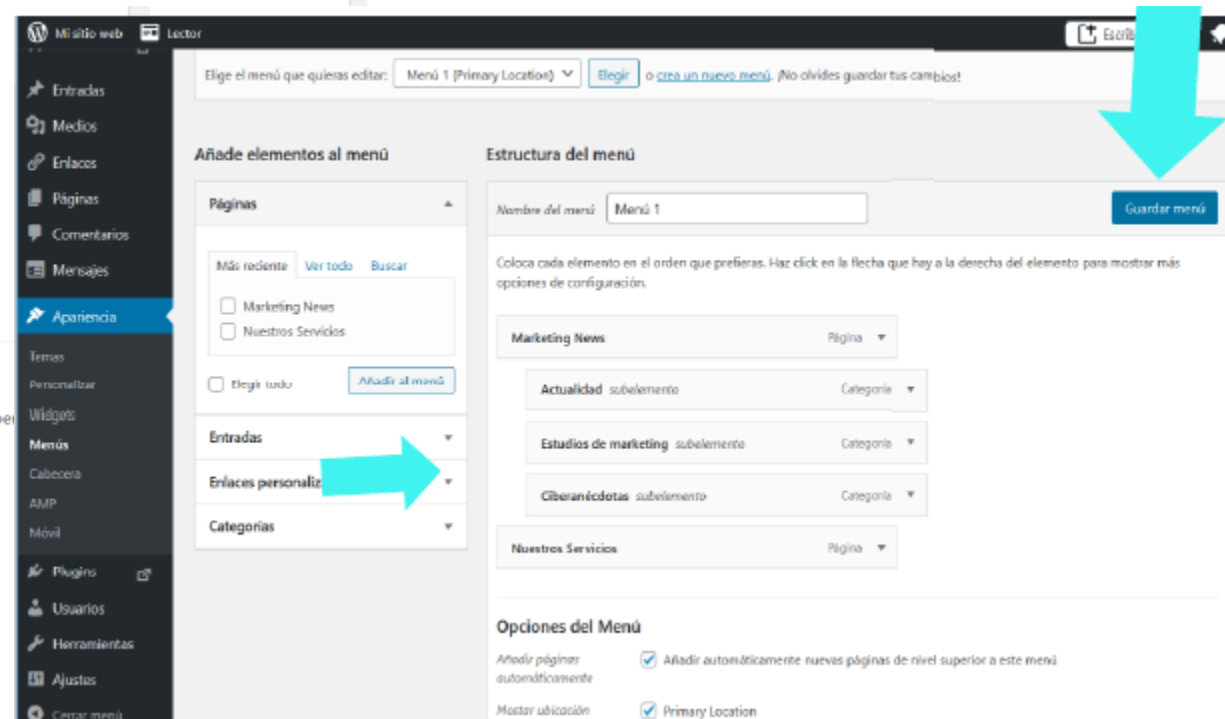 Mi sitio web
Lector
Escrib
Entradas
Medios
Enlaces
Páginas
Comentarios
Mensajes
Apariencia
Temas
Personalizar
Widgets
Menús
Cabecera
AMP
Móvil
Plugins
Usuarios
Herramientas
Ajustes
Cerrar menú
Elige el menú que quieras editar: Menú 1 (Primary Location) Elegir o crea un nuevo menú. ¡No olvides guardar tus cambios!
Añade elementos al menú
Páginas
Más reciente Ver todo Buscar
Marketing News
Nuestros Servicios
Elegir todo Añadir al menú
Entradas
Enlaces personaliz
Categorías
Estructura del menú
Nombre del menú Menú 1 Guardar menú
Coloca cada elemento en el orden que prefieras. Haz click en la flecha que hay a la derecha del elemento para mostrar más
opciones de configuración.
Marketing News Página
Actualidad subelemento Categoría
Estudios de marketing subelemento Categoría
Ciberanécdotas subelemento Categoría
Nuestros Servicios Página
Opciones del Menú
Añadir páginas
automáticamente
Añadir automáticamente nuevas páginas de nivel superior a este menú
Mostar ubicación
Primary Location